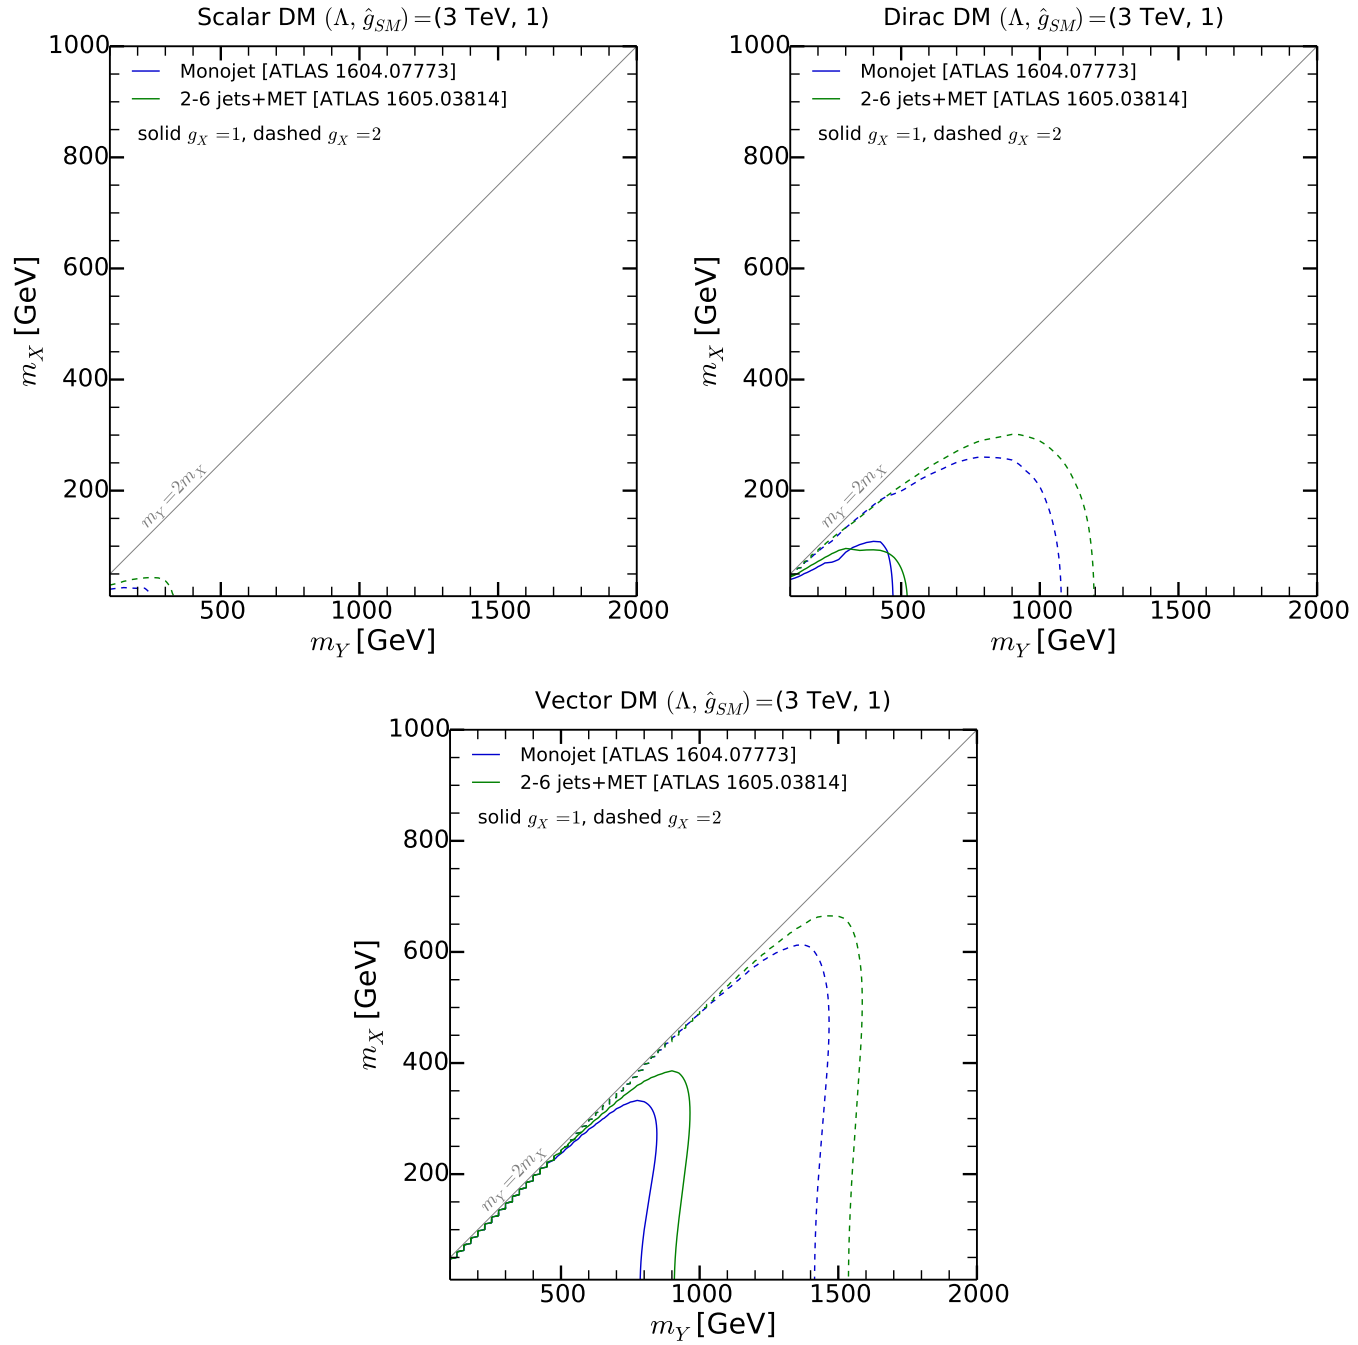 Scalar DM (Λ, ĝ_SM) =(3 TeV, 1)
1000
800
600
400
200
m_X [GeV]
Monojet [ATLAS 1604.07773]
2-6 jets+MET [ATLAS 1605.03814]
solid g_X =1, dashed g_X =2
m_Y =2m_X
500
1000
1500
2000
m_Y [GeV]
Dirac DM (Λ, ĝ_SM) =(3 TeV, 1)
1000
800
600
400
200
m_X [GeV]
Monojet [ATLAS 1604.07773]
2-6 jets+MET [ATLAS 1605.03814]
solid g_X =1, dashed g_X =2
m_Y =2m_X
500
1000
1500
2000
m_Y [GeV]
Vector DM (Λ, ĝ_SM) =(3 TeV, 1)
1000
800
600
400
200
m_X [GeV]
Monojet [ATLAS 1604.07773]
2-6 jets+MET [ATLAS 1605.03814]
solid g_X =1, dashed g_X =2
m_Y =2m_X
500
1000
1500
2000
m_Y [GeV]